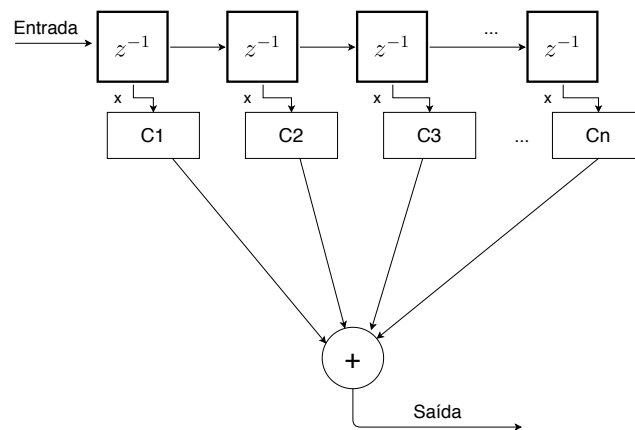 Entrada
...
z⁻¹ z⁻¹ z⁻¹ z⁻¹
x x x x
C1 C2 C3 ... Cn
+
Saída